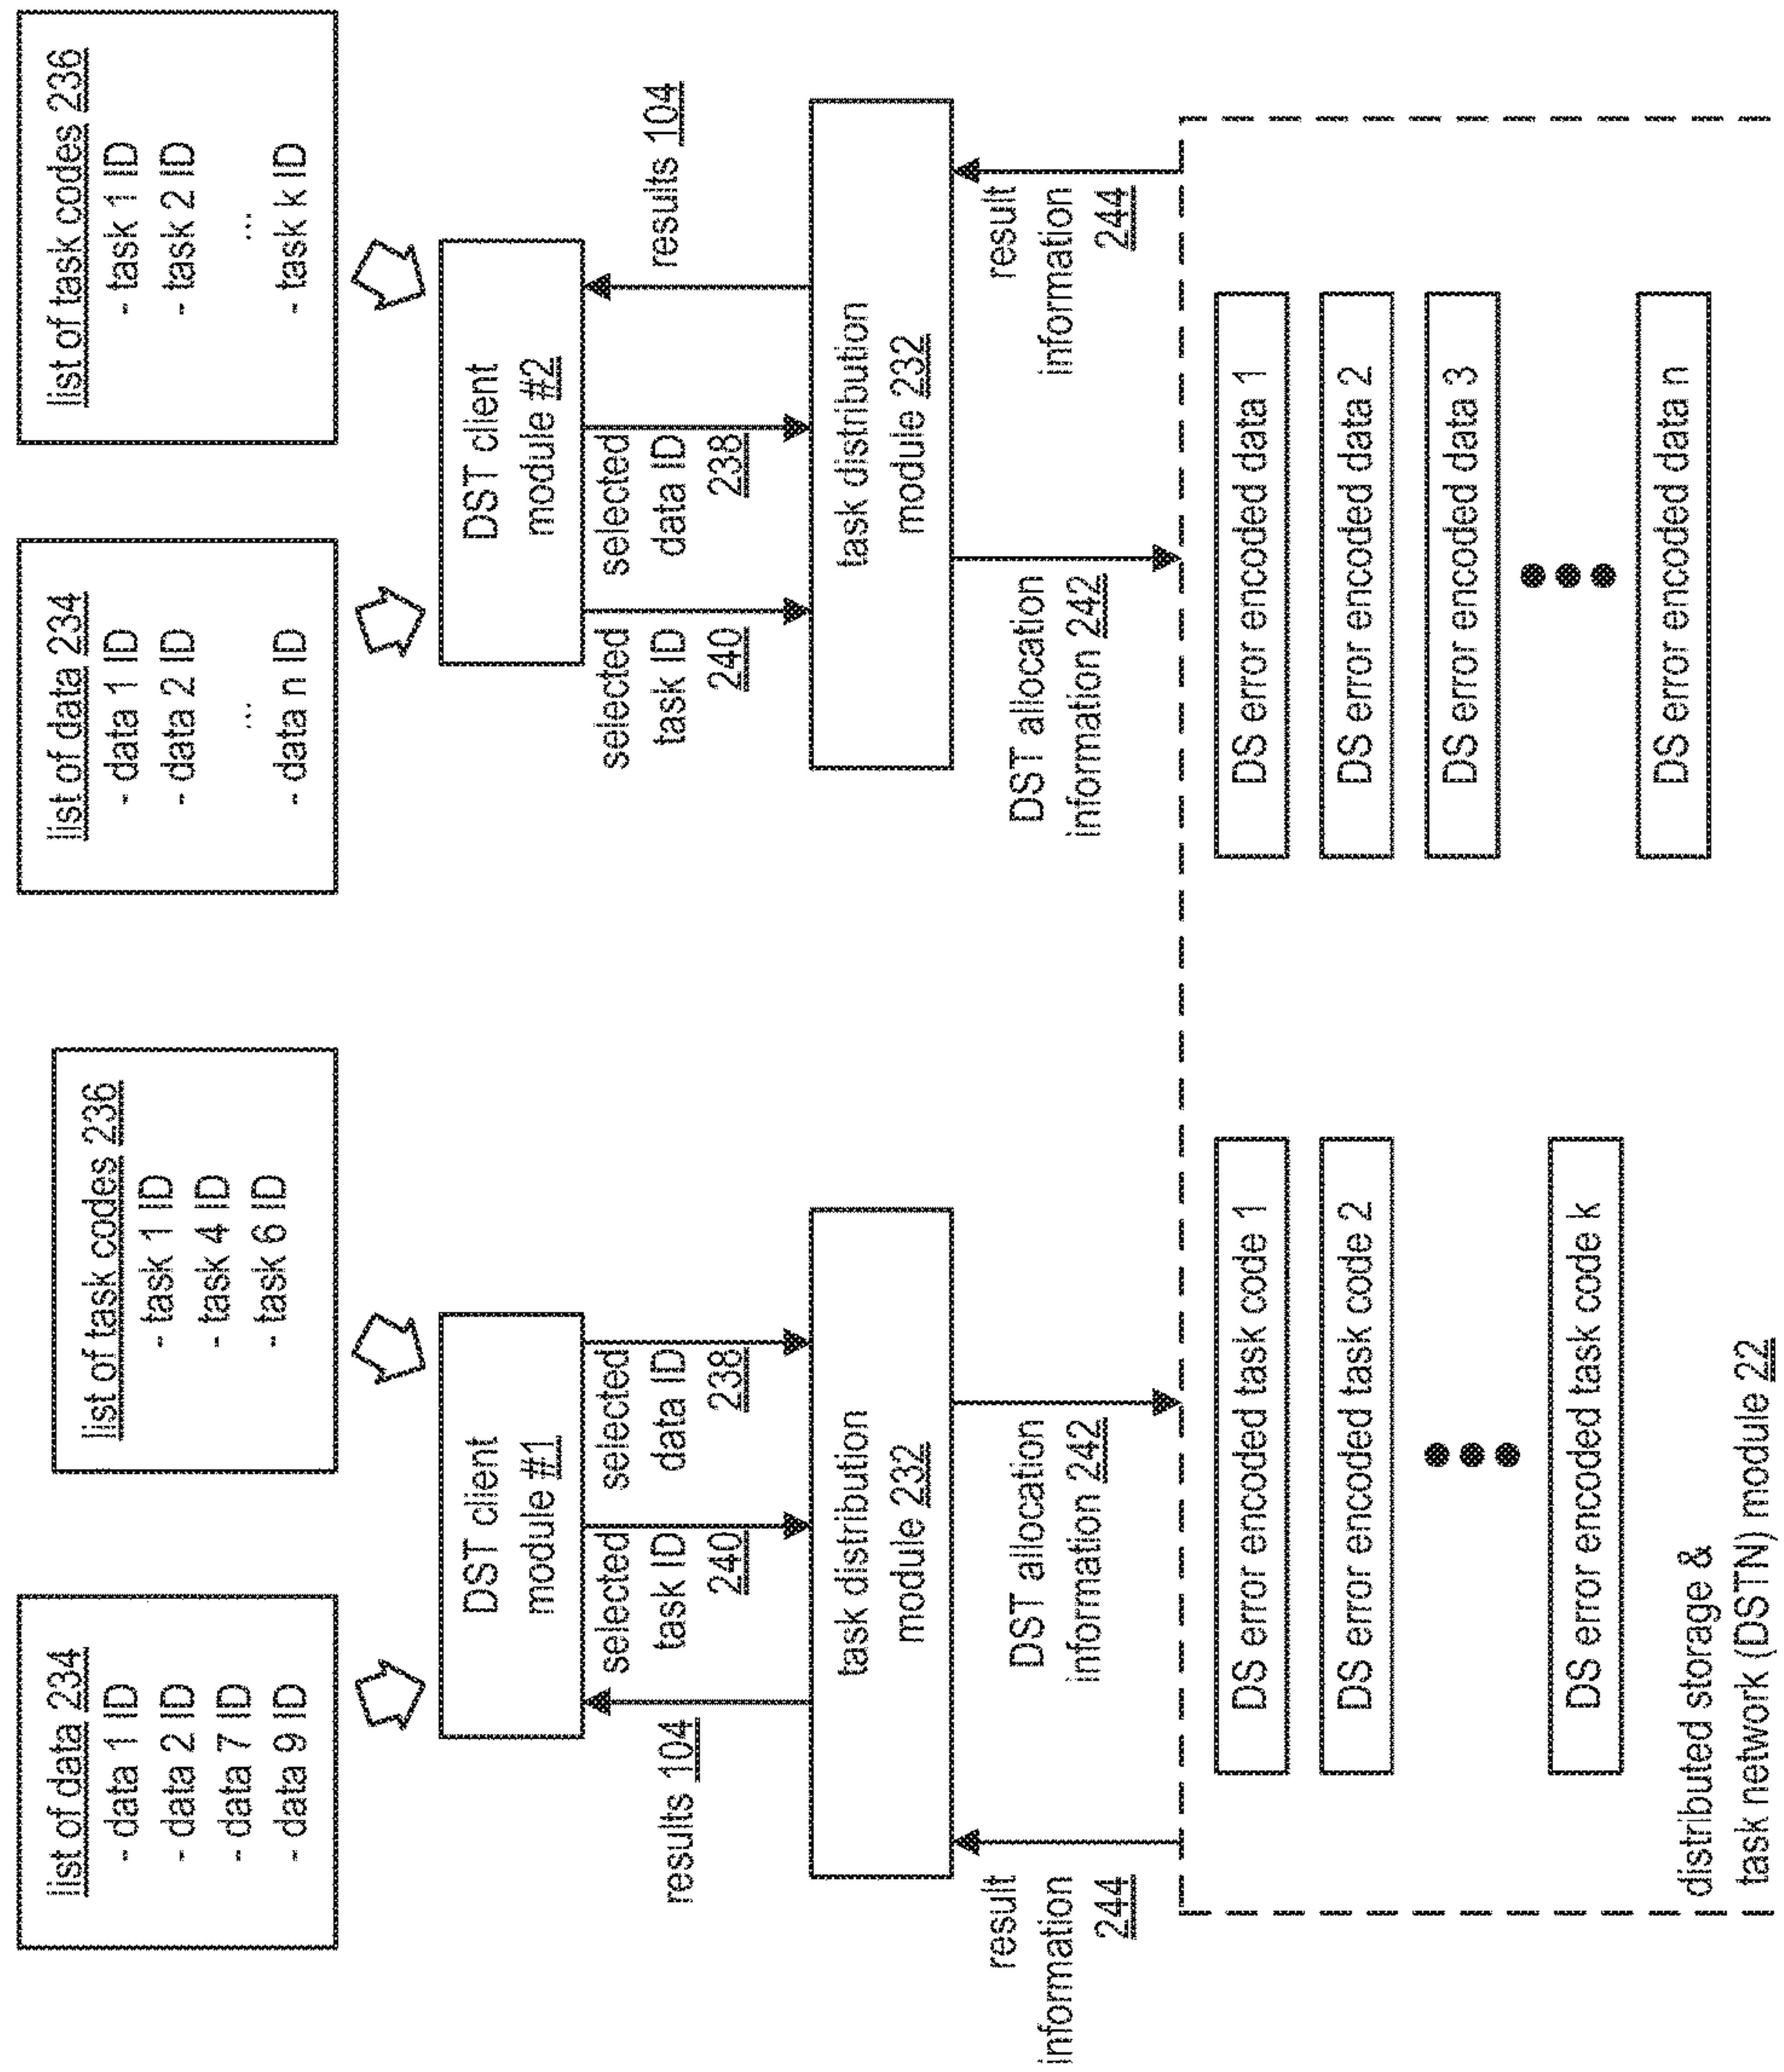 list of data 234
- data 1 ID
- data 2 ID
- data 7 ID
- data 9 ID
list of task codes 236
- task 1 ID
- task 4 ID
- task 6 ID
list of data 234
- data 1 ID
- data 2 ID
...
- data n ID
list of task codes 236
- task 1 ID
- task 2 ID
...
- task k ID
DST client
module #1
DST client
module #2
results 104
selected
task ID
240
selected
data ID
238
selected
task ID
240
selected
data ID
238
results 104
task distribution
module 232
task distribution
module 232
result
information
244
DST allocation
information 242
DST allocation
information 242
result
information
244
DS error encoded task code 1
DS error encoded task code 2
DS error encoded task code k
DS error encoded data 1
DS error encoded data 2
DS error encoded data 3
DS error encoded data n
distributed storage &
task network (DSTN) module 22